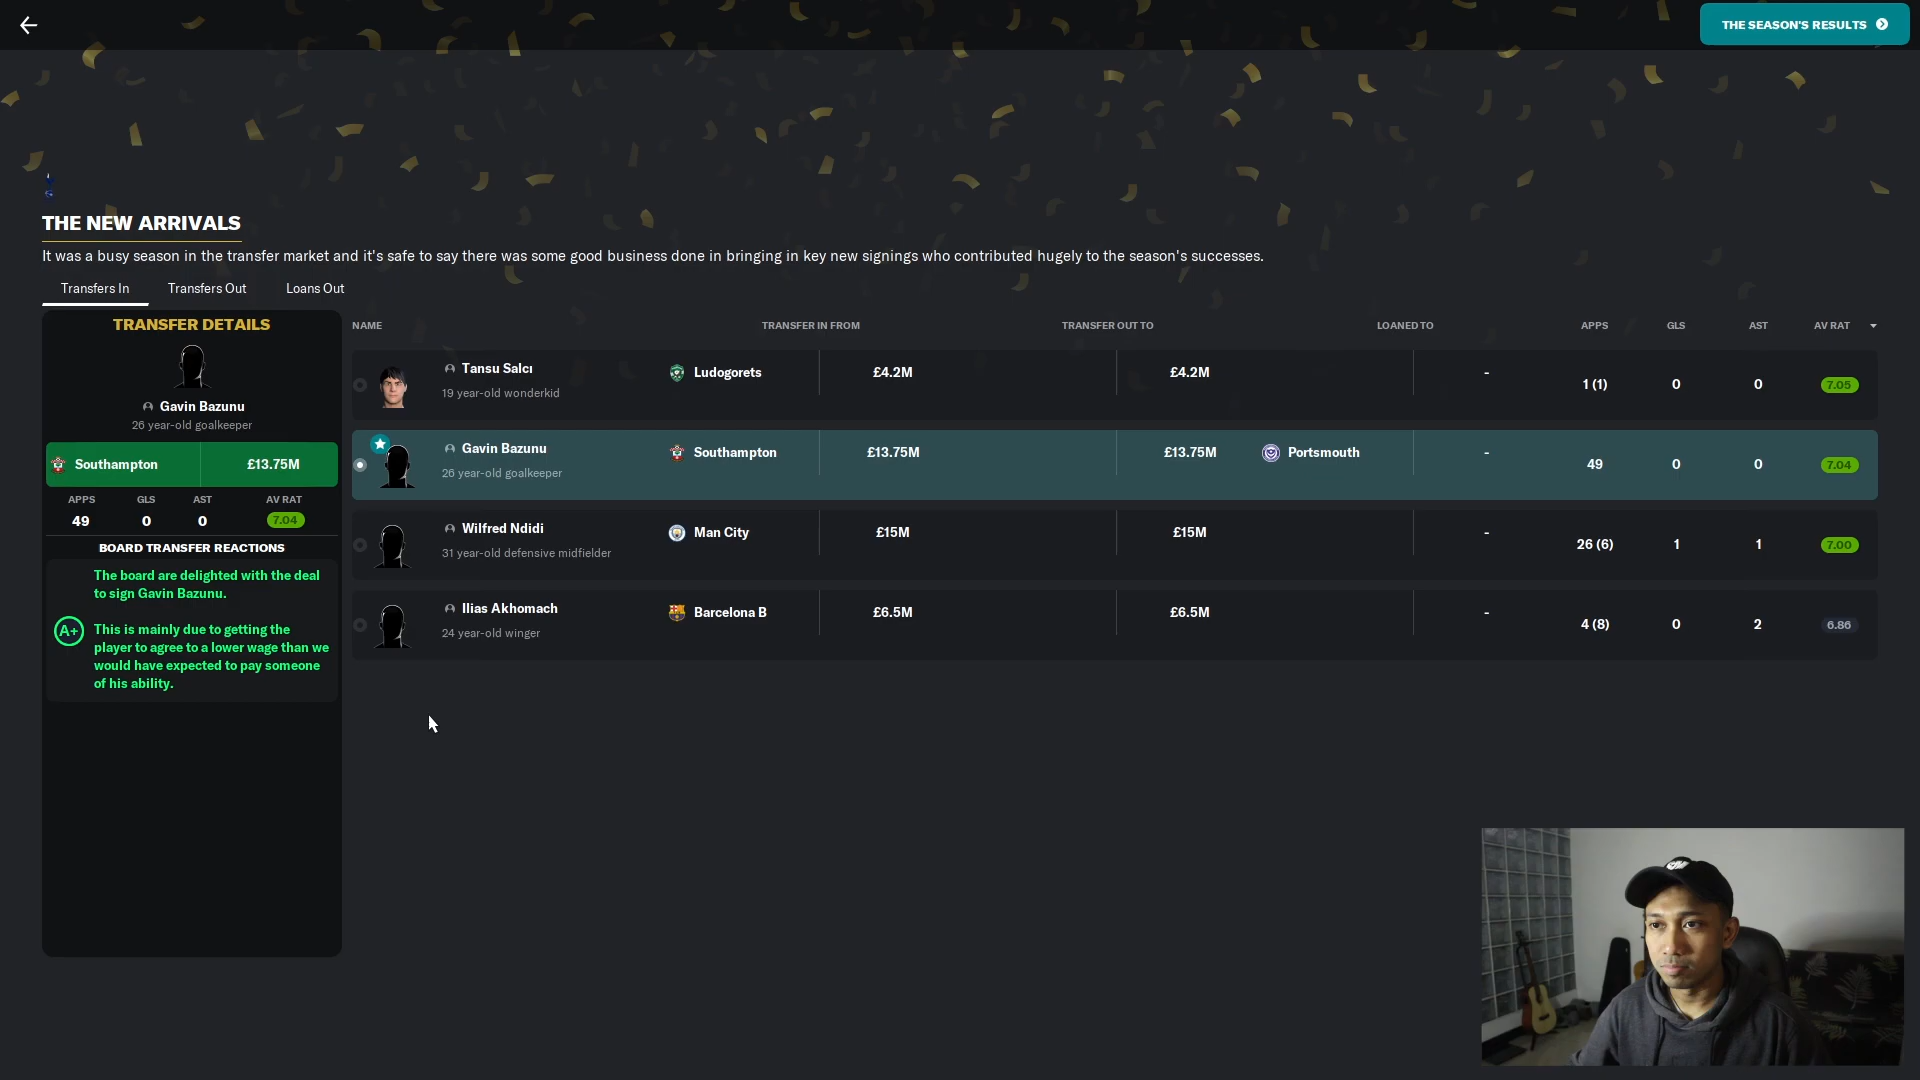 THE SEASON'S RESULTS
THE NEW ARRIVALS
It was a busy season in the transfer market and it's safe to say there was some good business done in bringing in key new signings who contributed hugely to the season's successes.
Transfers In Transfers Out Loans Out
TRANSFER DETAILS
Gavin Bazunu
26 year-old goalkeeper
Southampton £13.75M
APPS GLS AST AV RAT
49 0 0 7.04
BOARD TRANSFER REACTIONS
A+
The board are delighted with the deal
to sign Gavin Bazunu.
This is mainly due to getting the
player to agree to a lower wage than we
would have expected to pay someone
of his ability.
NAME TRANSFER IN FROM TRANSFER OUT TO LOANED TO APPS GLS AST AV RAT
Tansu Salcı Ludogorets £4.2M £4.2M - 1 (1) 0 0 7.05
19 year-old wonderkid
Gavin Bazunu Southampton £13.75M £13.75M Portsmouth - 49 0 0 7.04
26 year-old goalkeeper
Wilfred Ndidi Man City £15M £15M - 26 (6) 1 1 7.00
31 year-old defensive midfielder
Ilias Akhomach Barcelona B £6.5M £6.5M - 4 (8) 0 2 6.86
24 year-old winger